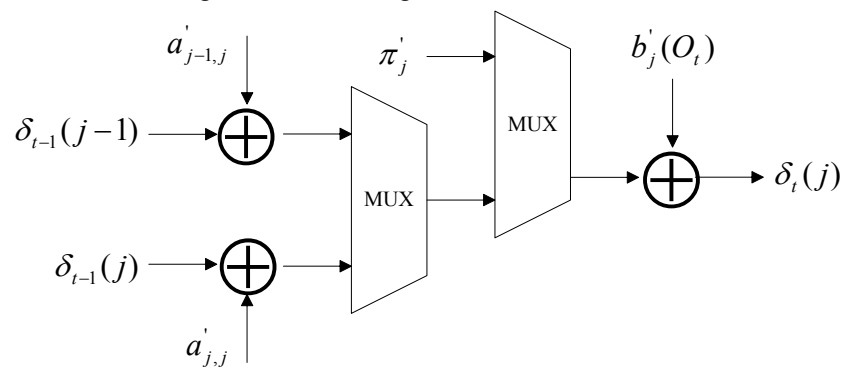 a'_{j-1,j}
π'_j
b'_j(O_t)
δ_{t-1}(j-1)
MUX
MUX
δ_t(j)
δ_{t-1}(j)
a'_{j,j}